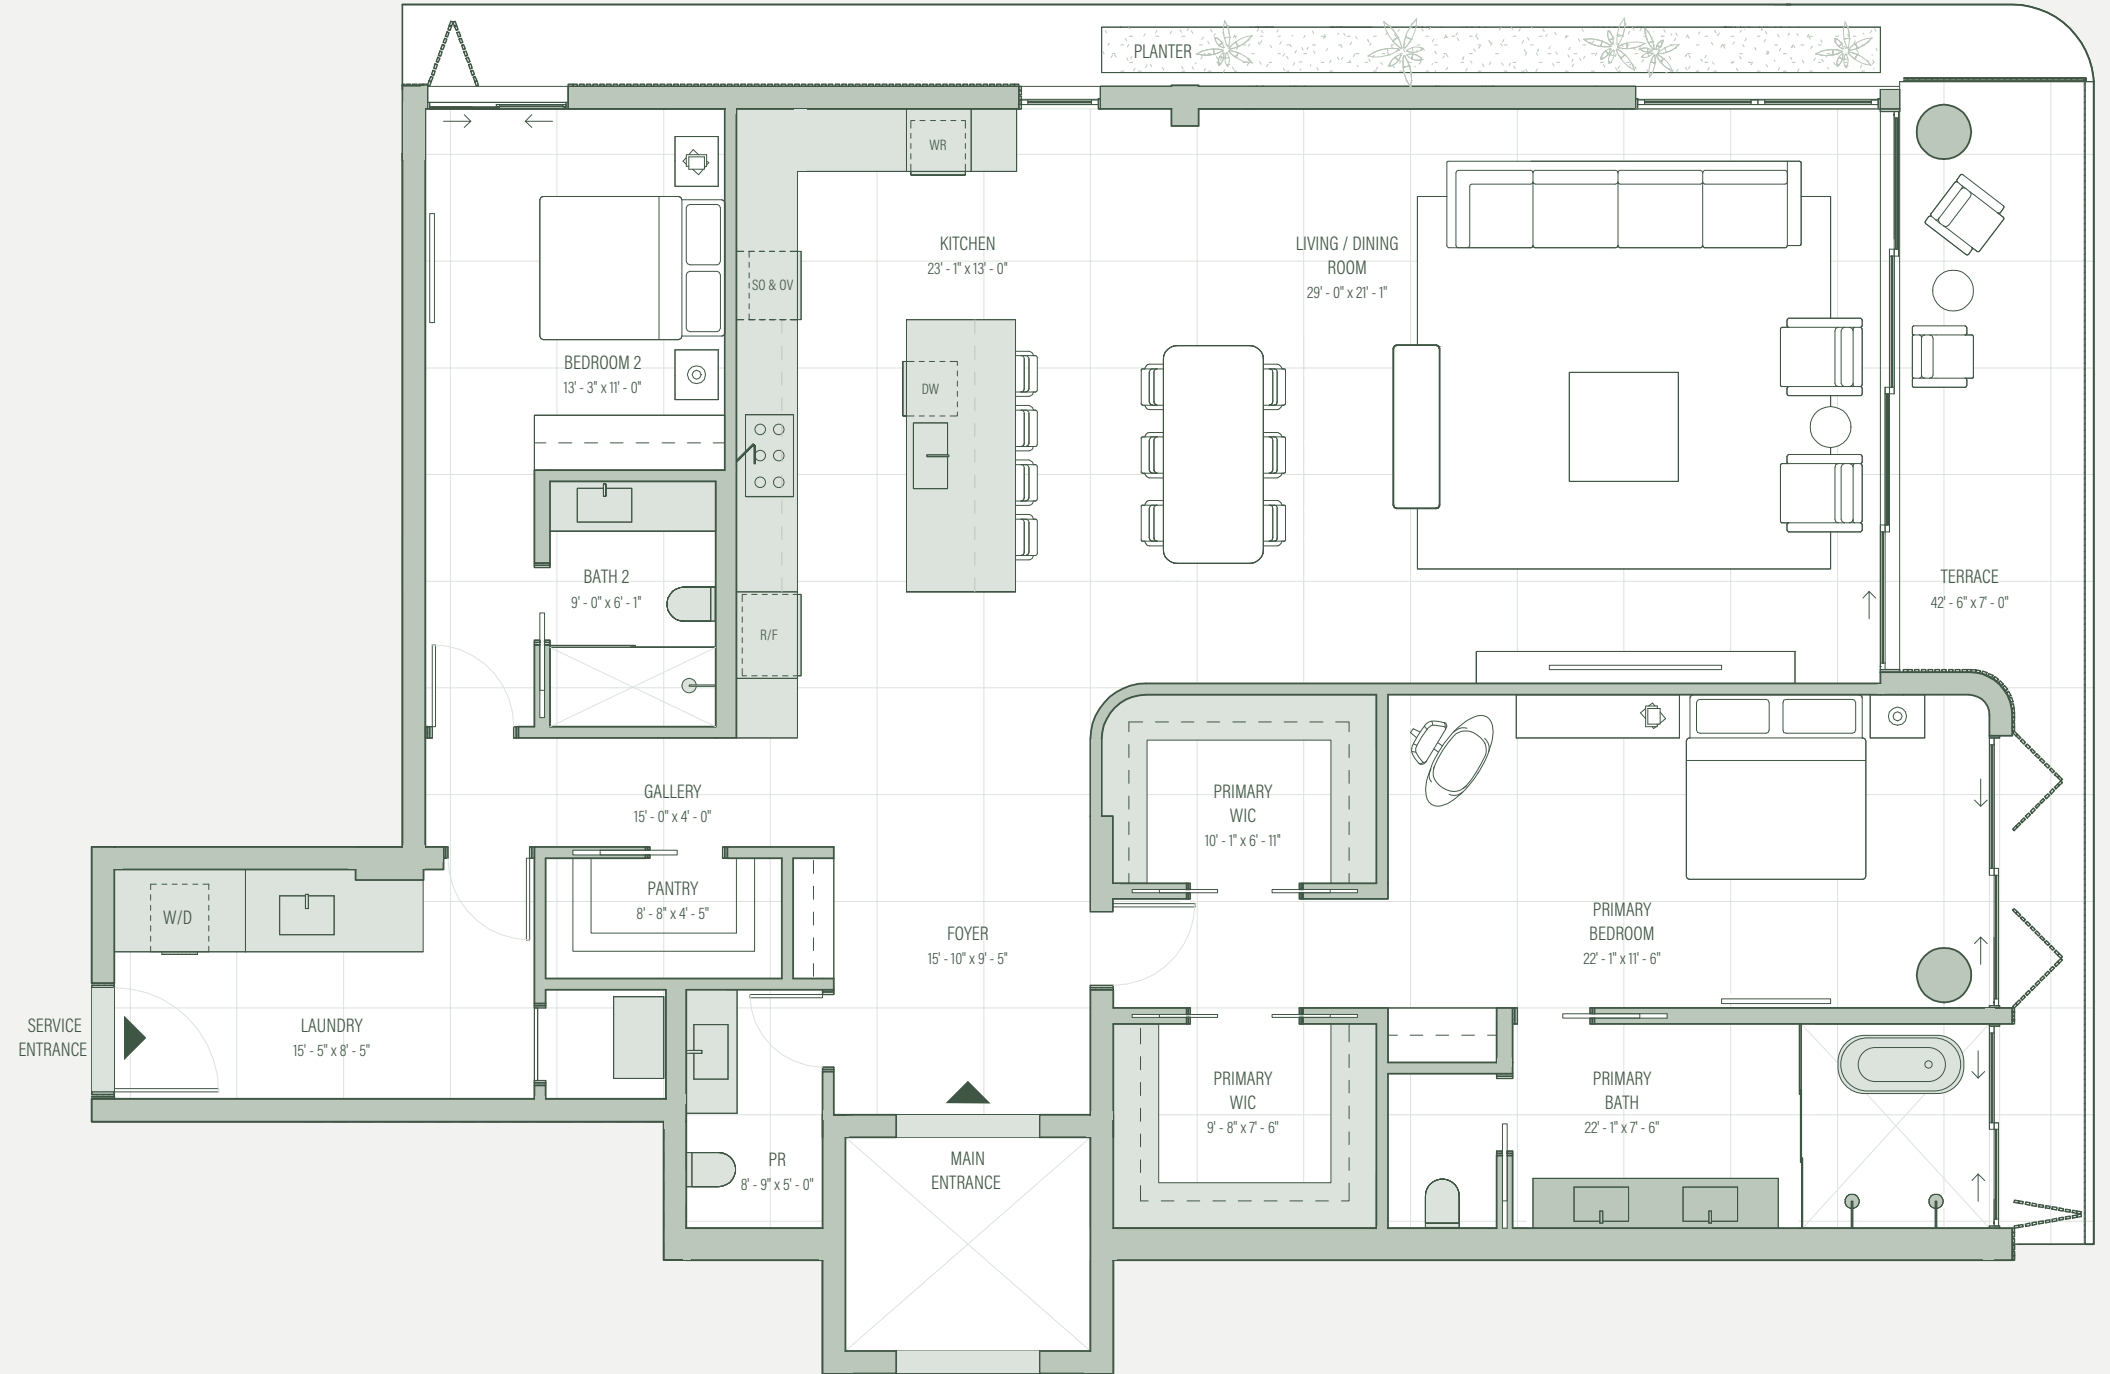 PLANTER
WR
KITCHEN
23' - 1" x 13' - 0"
LIVING / DINING
ROOM
29' - 0" x 21' - 1"
SO & OV
BEDROOM 2
13' - 3" x 11' - 0"
DW
BATH 2
9' - 0" x 6' - 1"
R/F
TERRACE
42' - 6" x 7' - 0"
GALLERY
15' - 0" x 4' - 0"
PRIMARY
WIC
10' - 1" x 6' - 11"
PANTRY
8' - 8" x 4' - 5"
W/D
FOYER
15' - 10" x 9' - 5"
PRIMARY
BEDROOM
22' - 1" x 11' - 6"
SERVICE
ENTRANCE
LAUNDRY
15' - 5" x 8' - 5"
PRIMARY
WIC
9' - 8" x 7' - 6"
PRIMARY
BATH
22' - 1" x 7' - 6"
PR
8' - 9" x 5' - 0"
MAIN
ENTRANCE